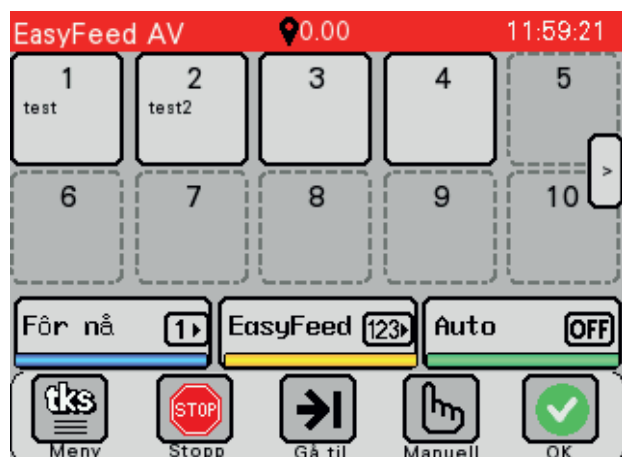 EasyFeed AV 0.00 11:59:21
1 2 3 4 5
test test2
>
6 7 8 9 10
Fôr nå 1 EasyFeed 123 Auto OFF
tks STOP
Meny Stopp Gå til Manuell OK